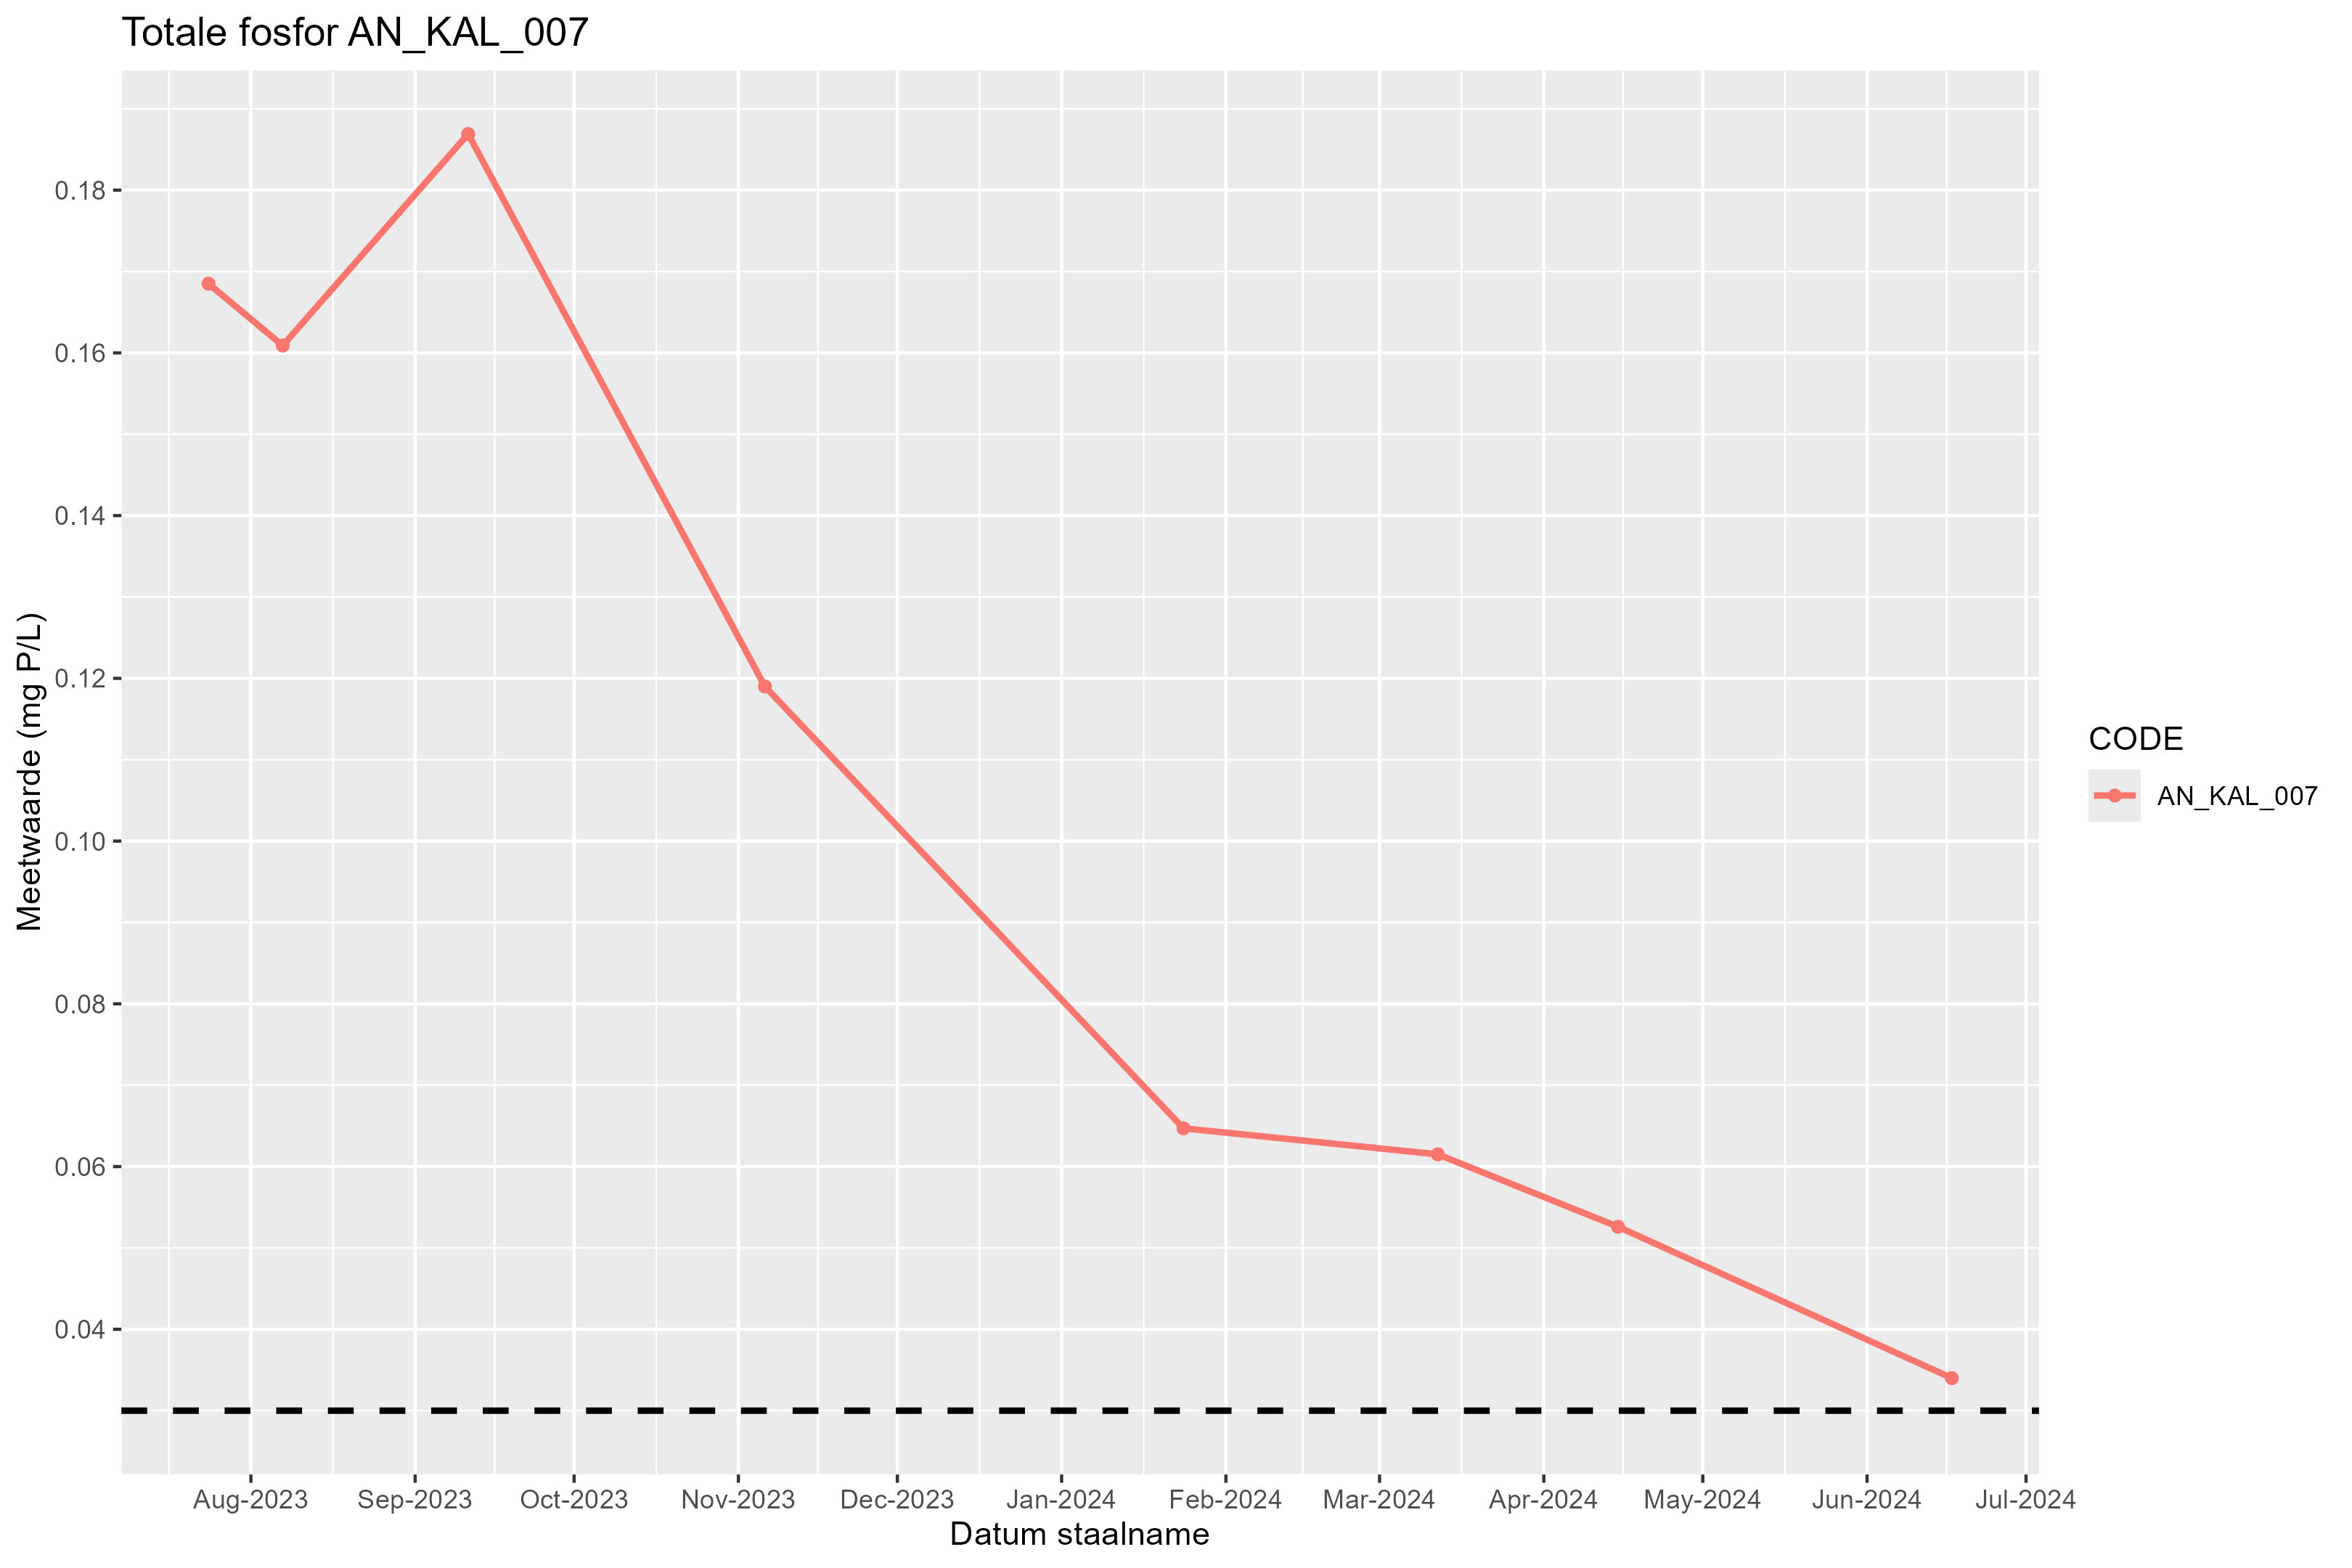 Totale fosfor AN_KAL_007
Meetwaarde (mg P/L)
0.18
0.16
0.14
0.12
0.10
0.08
0.06
0.04
Aug-2023 Sep-2023 Oct-2023 Nov-2023 Dec-2023 Jan-2024 Feb-2024 Mar-2024 Apr-2024 May-2024 Jun-2024 Jul-2024
Datum staalname
CODE
AN_KAL_007